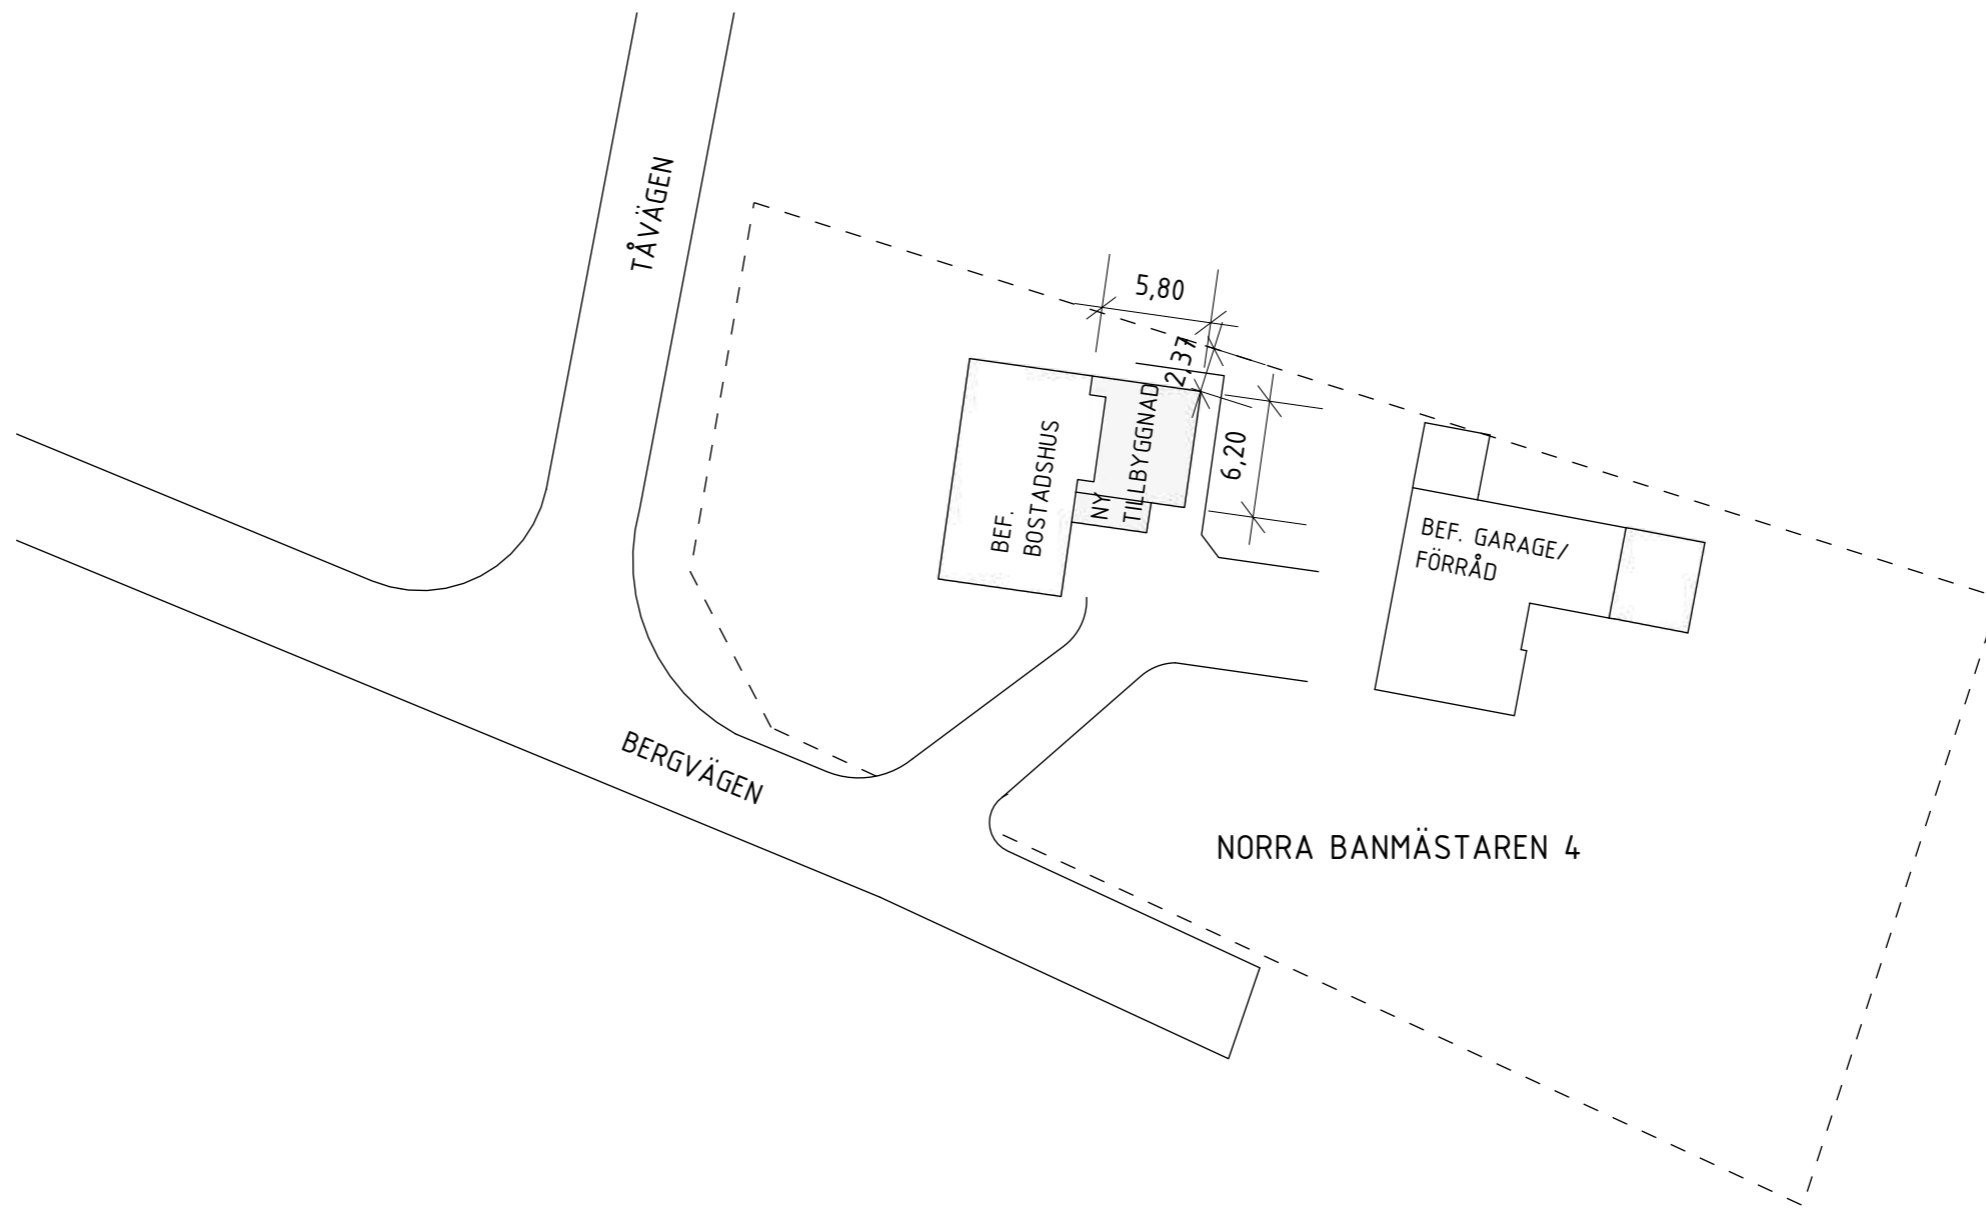 TÅVÄGEN
5,80
2,37
6,20
BEF.
BOSTADSHUS
NY
TILLBYGGNAD
BEF. GARAGE/
FÖRRÅD
BERGVÄGEN
NORRA BANMÄSTAREN 4